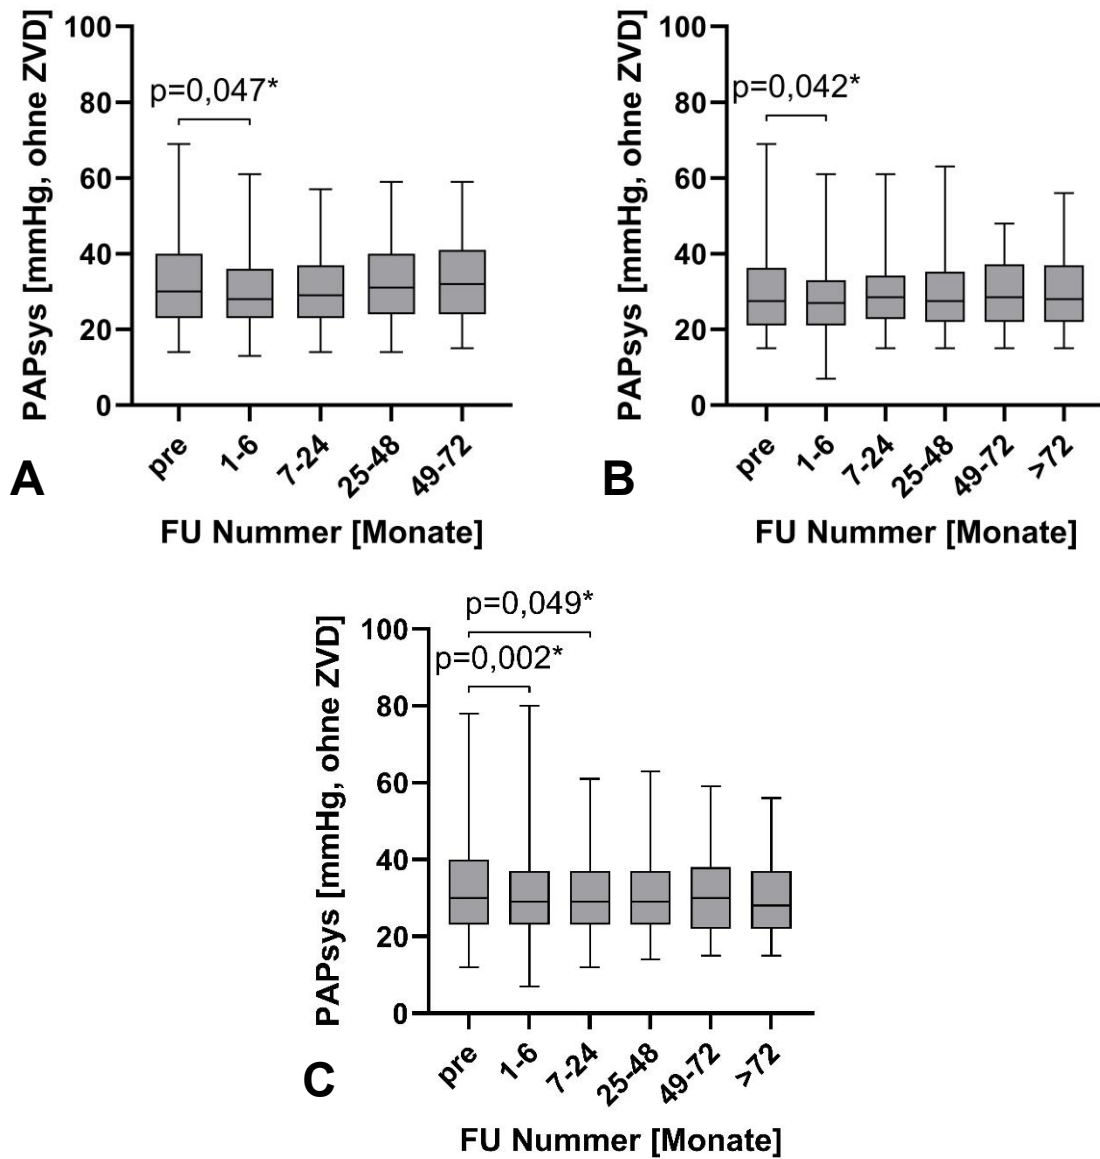 PAPsys [mmHg, ohne ZVD]
100
80
60
40
20
0
p=0,047*
pre
1-6
7-24
25-48
49-72
A
FU Nummer [Monate]
PAPsys [mmHg, ohne ZVD]
100
80
60
40
20
0
p=0,042*
pre
1-6
7-24
25-48
49-72
>72
B
FU Nummer [Monate]
PAPsys [mmHg, ohne ZVD]
100
80
60
40
20
0
p=0,049*
p=0,002*
pre
1-6
7-24
25-48
49-72
>72
C
FU Nummer [Monate]